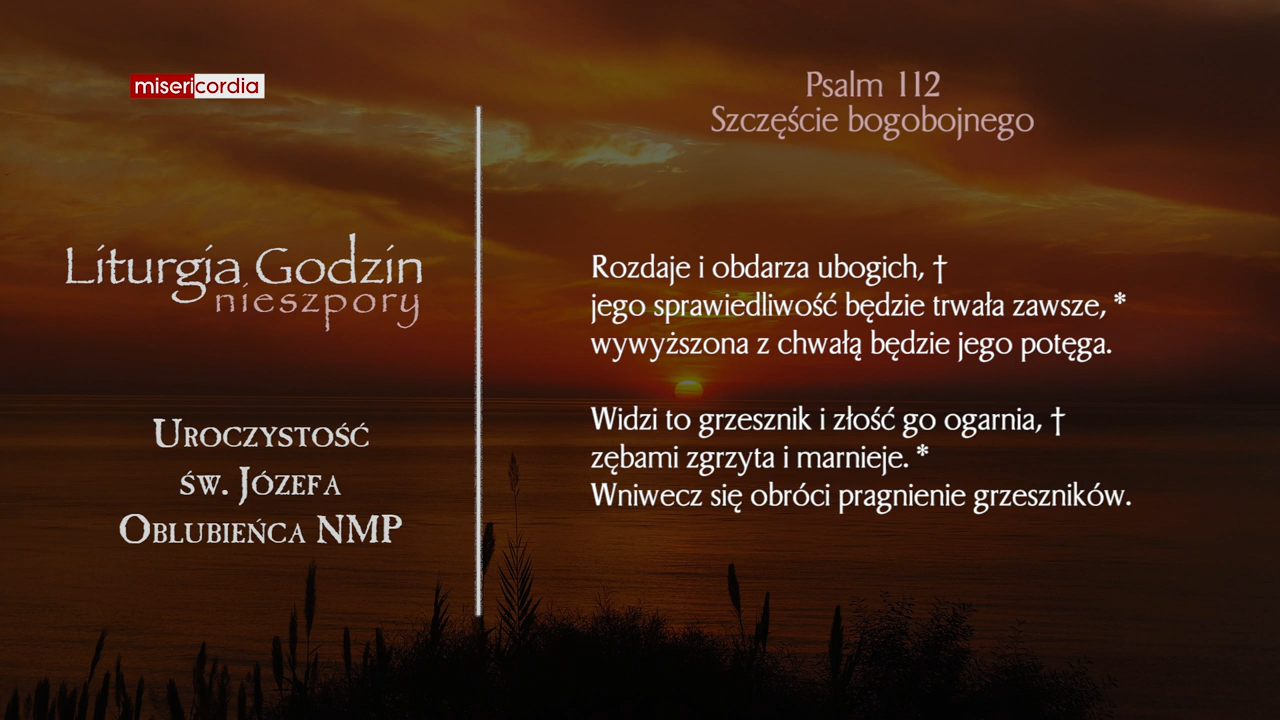 misericordia
Liturgia Godzin
nieszpory
Uroczystość
św. Józefa
Oblubieńca NMP
Psalm 112
Szczęście bogobojnego
Rozdaje i obdarza ubogich, †
jego sprawiedliwość będzie trwała zawsze, *
wywyższona z chwałą będzie jego potęga.
Widzi to grzesznik i złość go ogarnia, †
zębami zgrzyta i marnieje. *
Wniwecz się obróci pragnienie grzeszników.